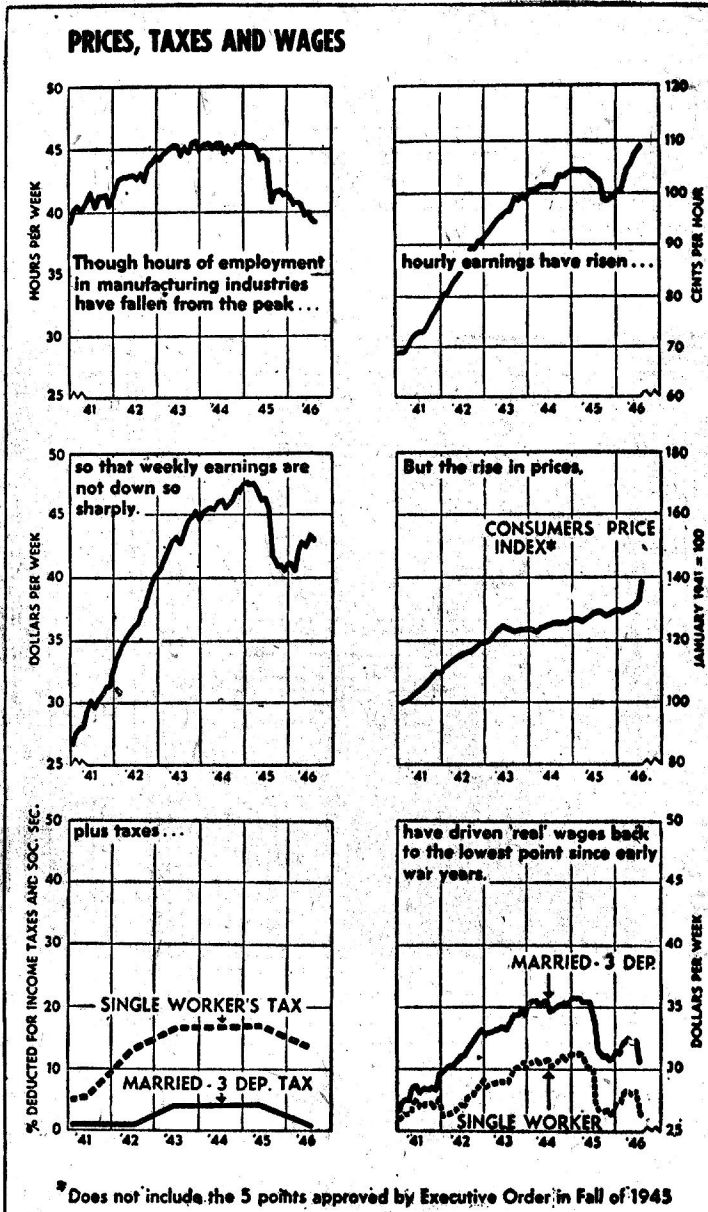 PRICES, TAXES AND WAGES
50
45
40
35
30
25
HOURS PER WEEK
Though hours of employment
in manufacturing industries
have fallen from the peak...
'41 '42 '43 '44 '45 '46
120
110
100
90
80
70
60
CENTS PER HOUR
hourly earnings have risen...
'41 '42 '43 '44 '45 '46
50
45
40
35
30
25
DOLLARS PER WEEK
so that weekly earnings are
not down so
sharply.
'41 '42 '43 '44 '45 '46
180
160
140
120
100
80
JANUARY 1941 = 100
But the rise in prices,
CONSUMERS PRICE
INDEX*
'41 '42 '43 '44 '45 '46
50
40
30
20
10
0
% DEDUCTED FOR INCOME TAXES AND SOC. SEC.
plus taxes...
SINGLE WORKER'S TAX
MARRIED - 3 DEP. TAX
'41 '42 '43 '44 '45 '46
50
45
40
35
30
25
DOLLARS PER WEEK
have driven 'real' wages back
to the lowest point since early
war years.
MARRIED - 3 DEP.
SINGLE WORKER
'41 '42 '43 '44 '45 '46
*Does not include the 5 points approved by Executive Order in Fall of 1945